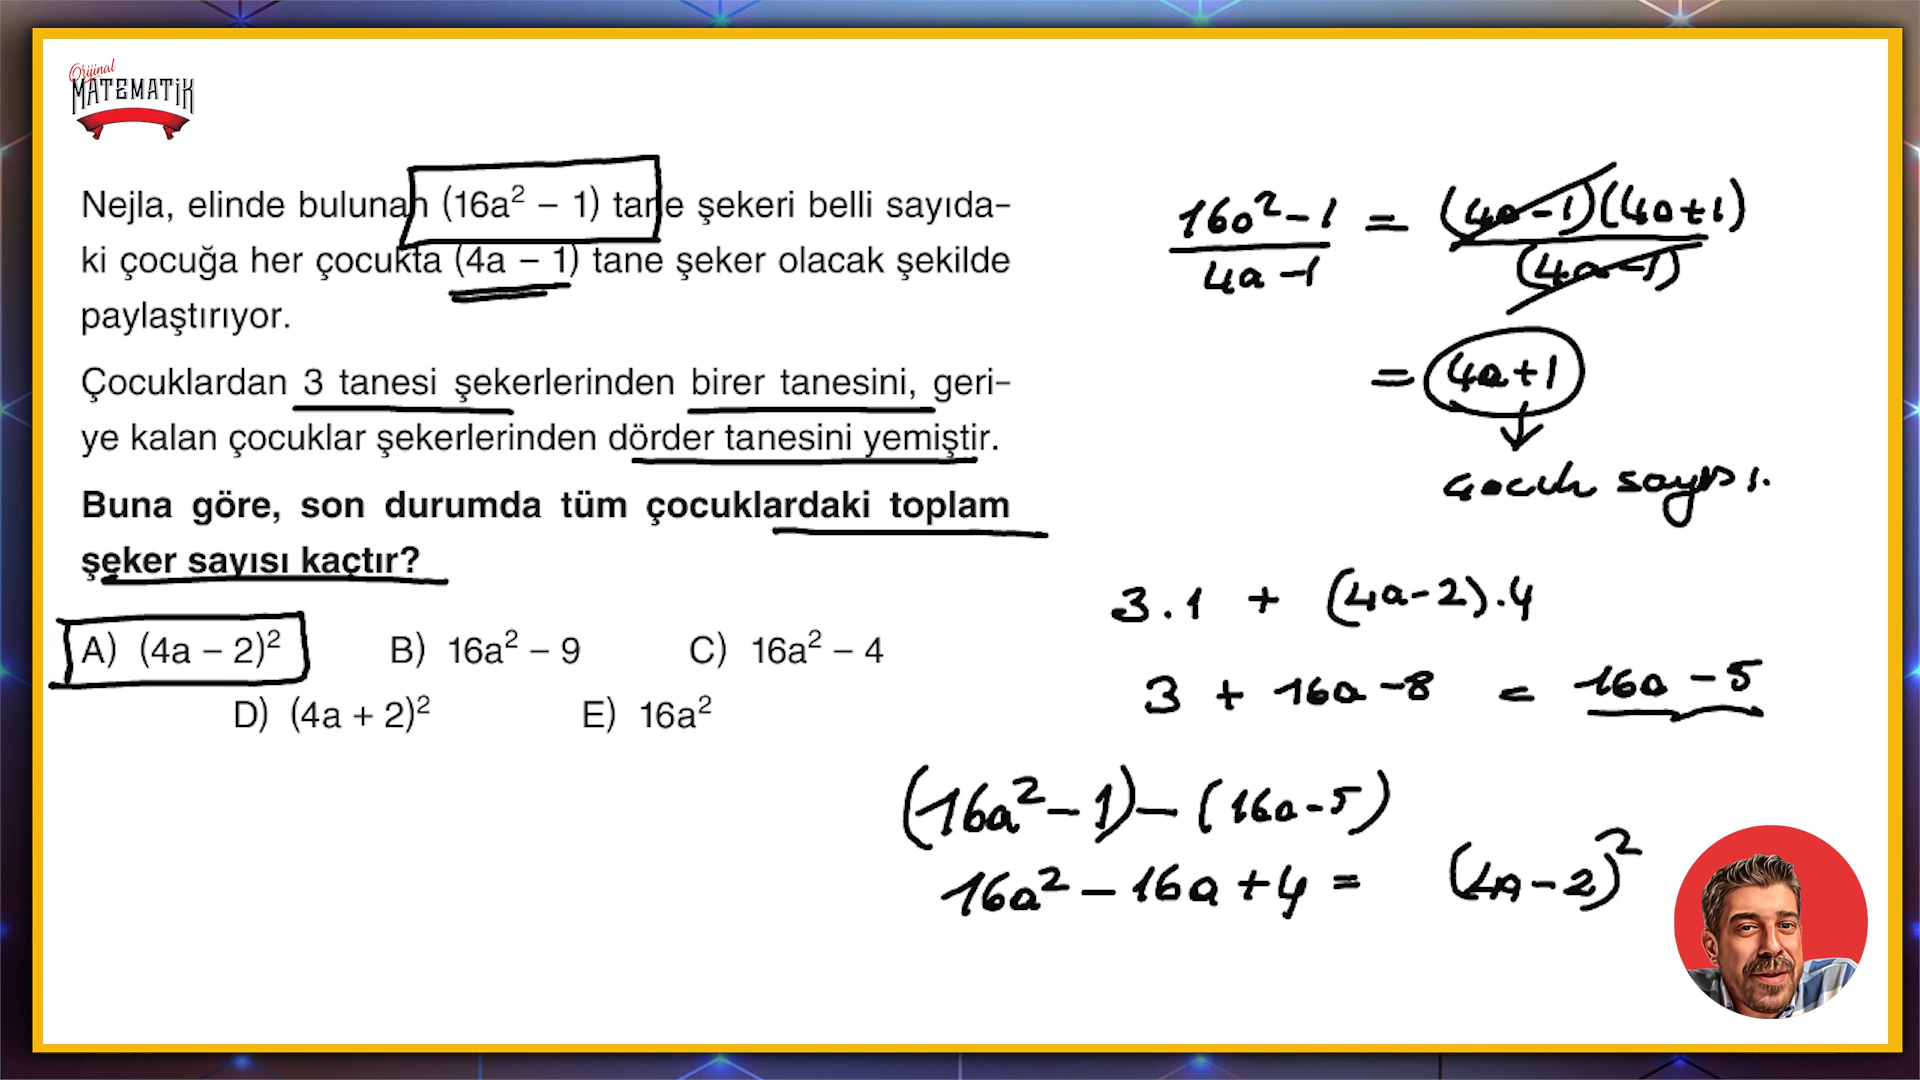 Orijinal
MATEMATİK
Nejla, elinde bulunan (16a² – 1) tane şekeri belli sayıda-
ki çocuğa her çocukta (4a – 1) tane şeker olacak şekilde
paylaştırıyor.
Çocuklardan 3 tanesi şekerlerinden birer tanesini, geri-
ye kalan çocuklar şekerlerinden dörder tanesini yemiştir.
Buna göre, son durumda tüm çocuklardaki toplam
şeker sayısı kaçtır?
A) (4a – 2)² B) 16a² – 9 C) 16a² – 4
D) (4a + 2)² E) 16a²
16a² – 1 = (4a – 1)(4a + 1)
4a – 1 (4a – 1)
= 4a + 1
çocuk sayısı.
3 . 1 + (4a – 2) . 4
3 + 16a – 8 = 16a – 5
(16a² – 1) – (16a – 5)
16a² – 16a + 4 = (4a – 2)²